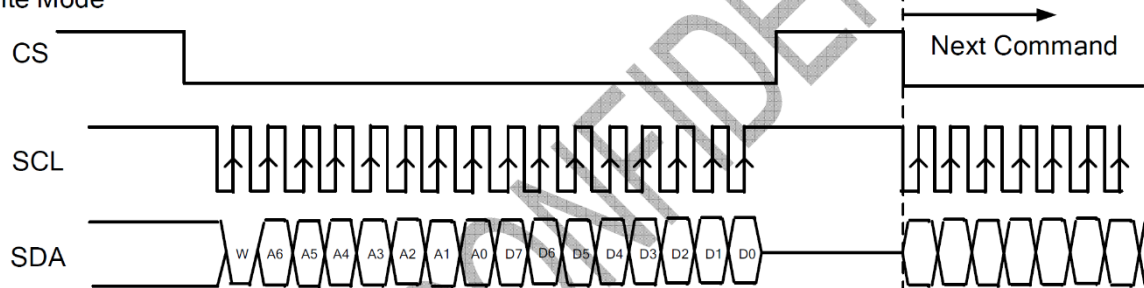 ite Mode
CS
Next Command
SCL
SDA
W A6 A5 A4 A3 A2 A1 A0 D7 D6 D5 D4 D3 D2 D1 D0
ONFIDE